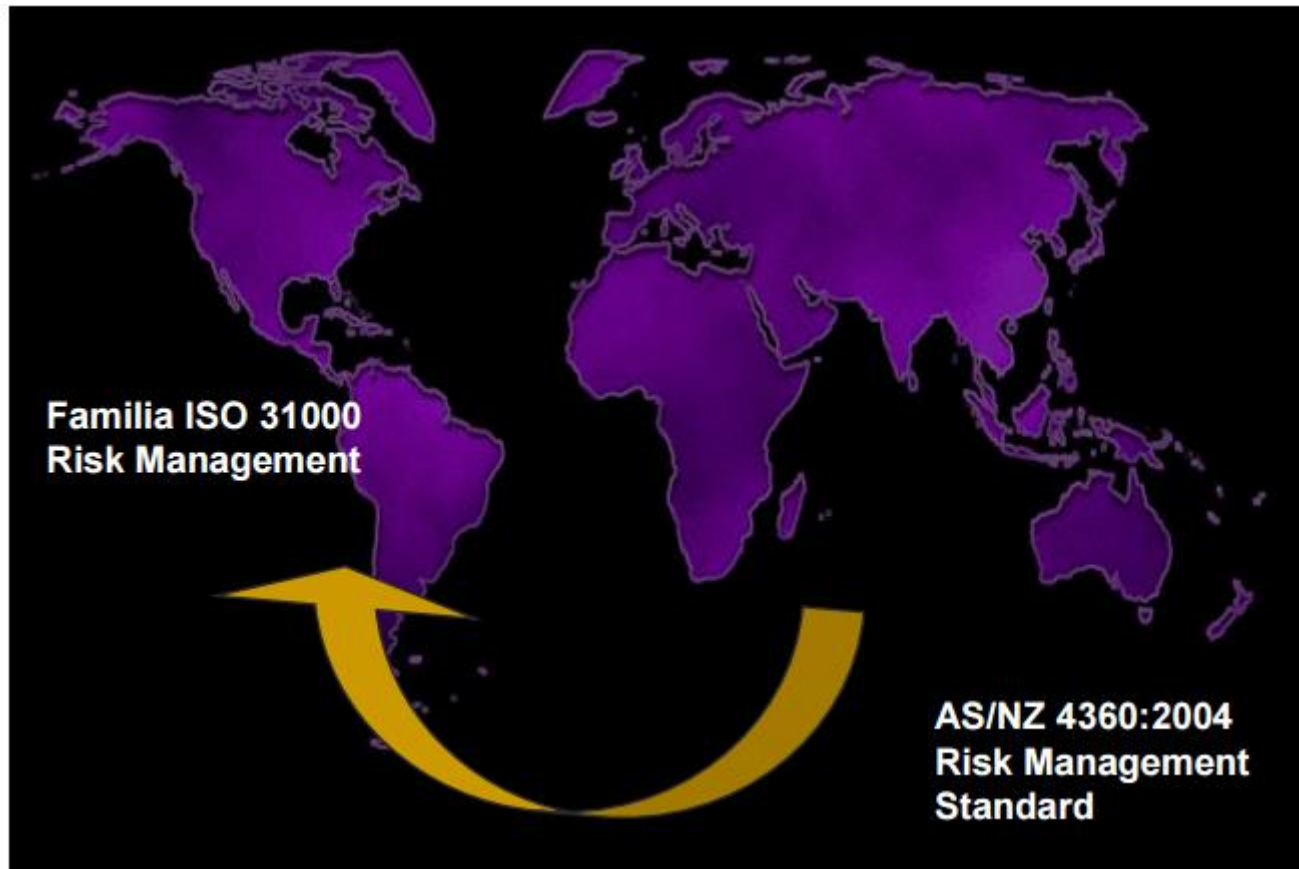 Familia ISO 31000
Risk Management
AS/NZ 4360:2004
Risk Management
Standard